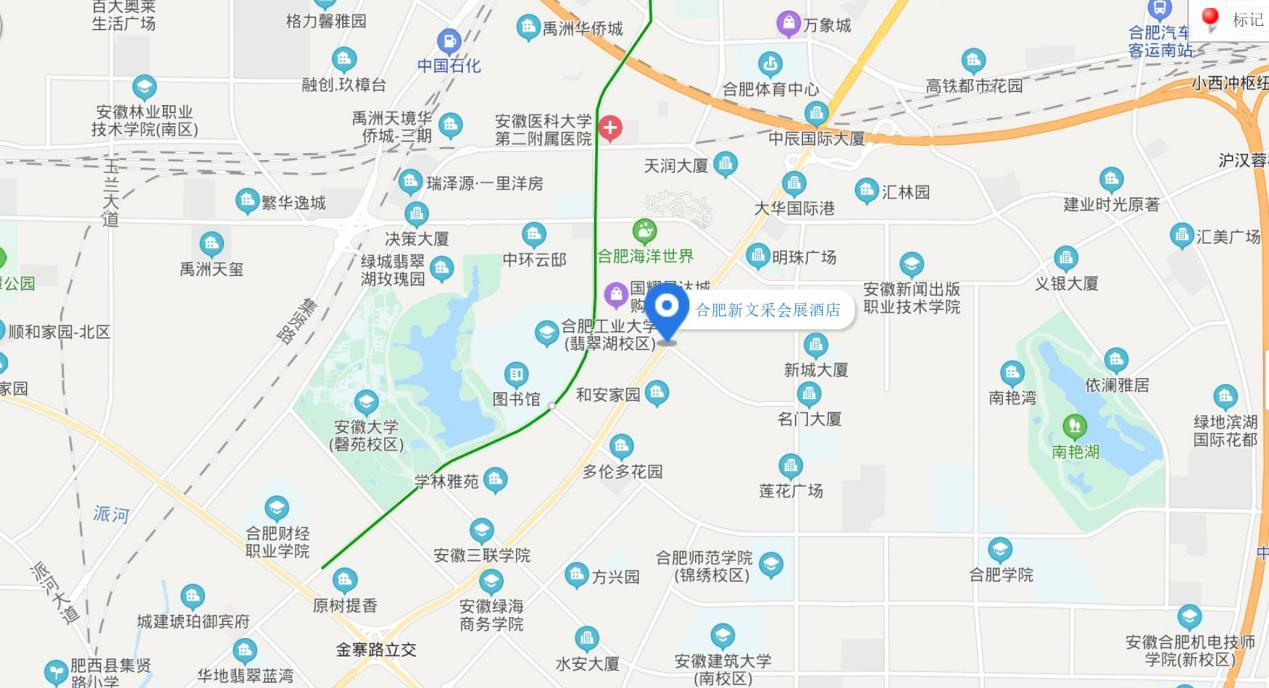 百大奥莱
生活广场
格力馨雅园
禹洲华侨城
万象城
合肥汽车
客运南站
标记
中国石化
融创.玖樟台
合肥体育中心
高铁都市花园
小西冲枢纽
安徽林业职业
技术学院(南区)
禹洲天境华
侨城-三期
安徽医科大学
第二附属医院
中辰国际大厦
天润大厦
沪汉蓉
玉兰大道
瑞泽源·一里洋房
汇林园
繁华逸城
大华国际港
建业时光原著
决策大厦
汇美广场
禹洲天玺
绿城翡翠
湖玫瑰园
中环云邸
合肥海洋世界
明珠广场
义银大厦
公园
安徽新闻出版
职业技术学院
集贤路
合肥新文采会展酒店
顺和家园-北区
合肥工业大学
(翡翠湖校区)
新城大厦
家园
图书馆
和安家园
南艳湾
依澜雅居
名门大厦
安徽大学
(磬苑校区)
绿地滨湖
国际花都
南艳湖
多伦多花园
学林雅苑
莲花广场
派河
合肥财经
职业学院
安徽三联学院
合肥师范学院
(锦绣校区)
中
派河大道
方兴园
合肥学院
原树提香
安徽绿海
商务学院
城建琥珀御宾府
金寨路立交
安徽合肥机电技师
学院(新校区)
肥西县集贤
路小学
华地翡翠蓝湾
水安大厦
安徽建筑大学
(南校区)